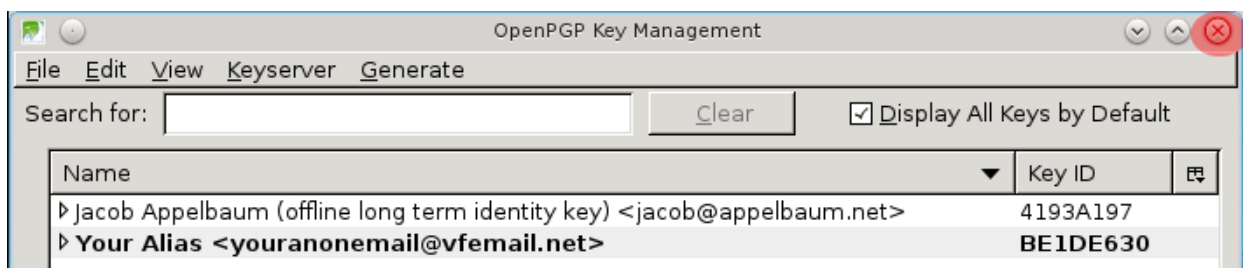 OpenPGP Key Management
File Edit View Keyserver Generate
Search for: Clear Display All Keys by Default
Name Key ID
Jacob Appelbaum (offline long term identity key) <jacob@appelbaum.net> 4193A197
Your Alias <youranonemail@vfemail.net> BE1DE630